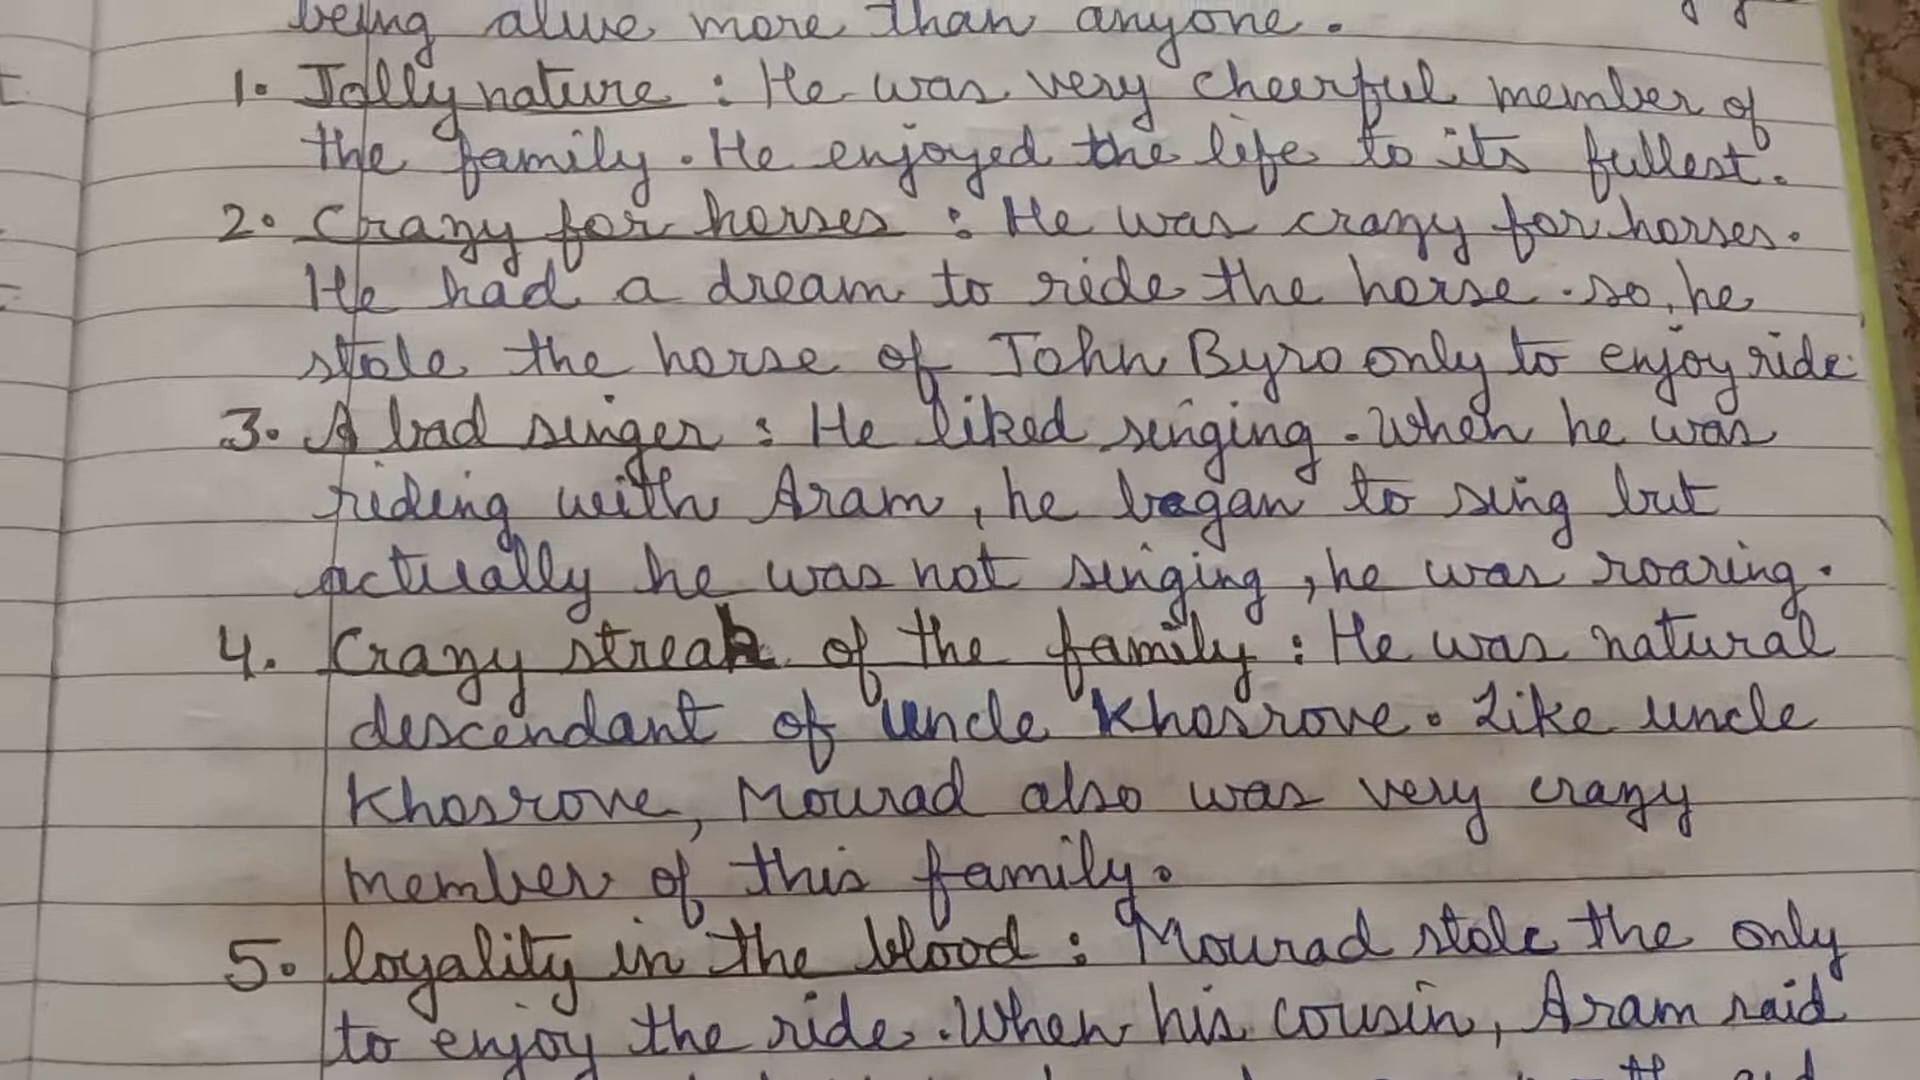 being alive more than anyone.
1. Jolly nature : He was very cheerful member of
the family. He enjoyed the life to its fullest.
2. Crazy for horses : He was crazy for horses.
He had a dream to ride the horse. so, he
stole the horse of John Byro only to enjoy ride.
3. A bad singer : He liked singing. When he was
riding with Aram, he began to sing but
actually he was not singing, he was roaring.
4. Crazy streak of the family : He was natural
descendant of uncle Khosrove. Like uncle
Khosrove, Mourad also was very crazy
member of this family.
5. loyality in the blood : Mourad stole the only
to enjoy the ride. When his cousin, Aram said